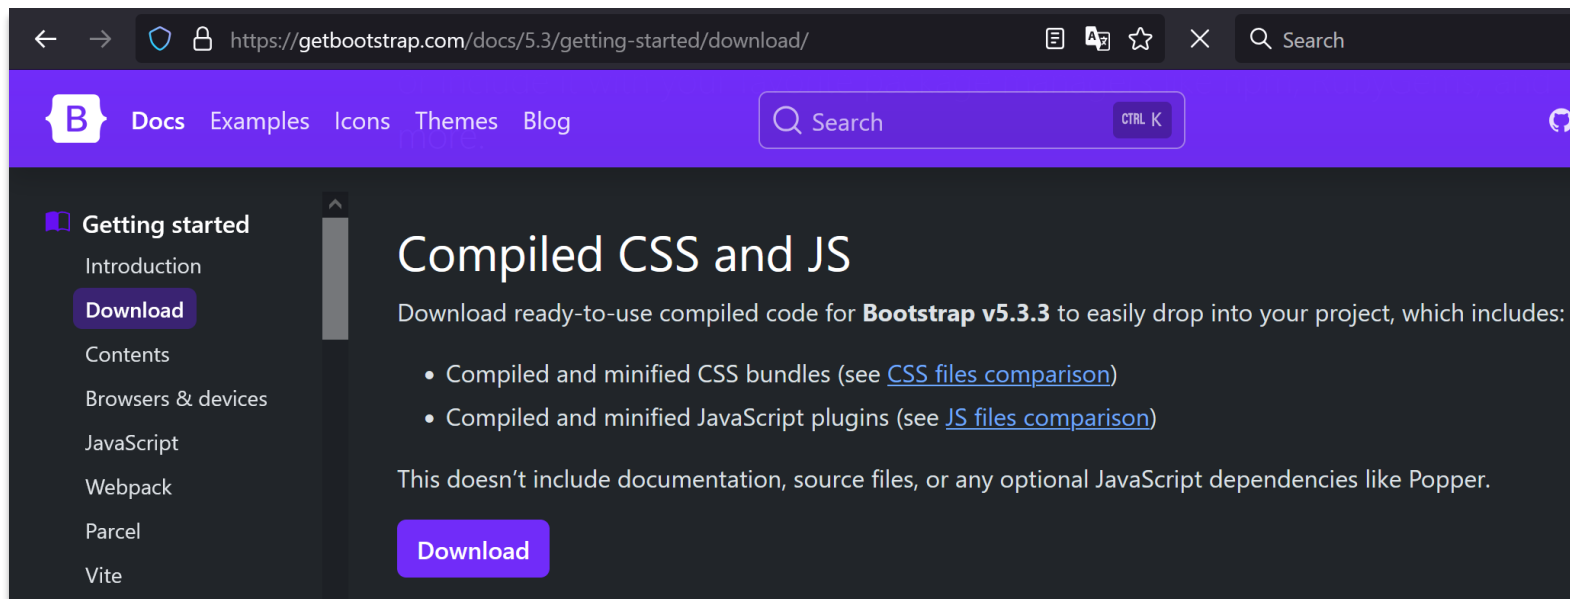 https://getbootstrap.com/docs/5.3/getting-started/download/
Search
B
Docs Examples Icons Themes Blog
Search
CTRL K
more.
Getting started
Introduction
Download
Contents
Browsers & devices
JavaScript
Webpack
Parcel
Vite
Compiled CSS and JS
Download ready-to-use compiled code for Bootstrap v5.3.3 to easily drop into your project, which includes:
• Compiled and minified CSS bundles (see CSS files comparison)
• Compiled and minified JavaScript plugins (see JS files comparison)
This doesn’t include documentation, source files, or any optional JavaScript dependencies like Popper.
Download